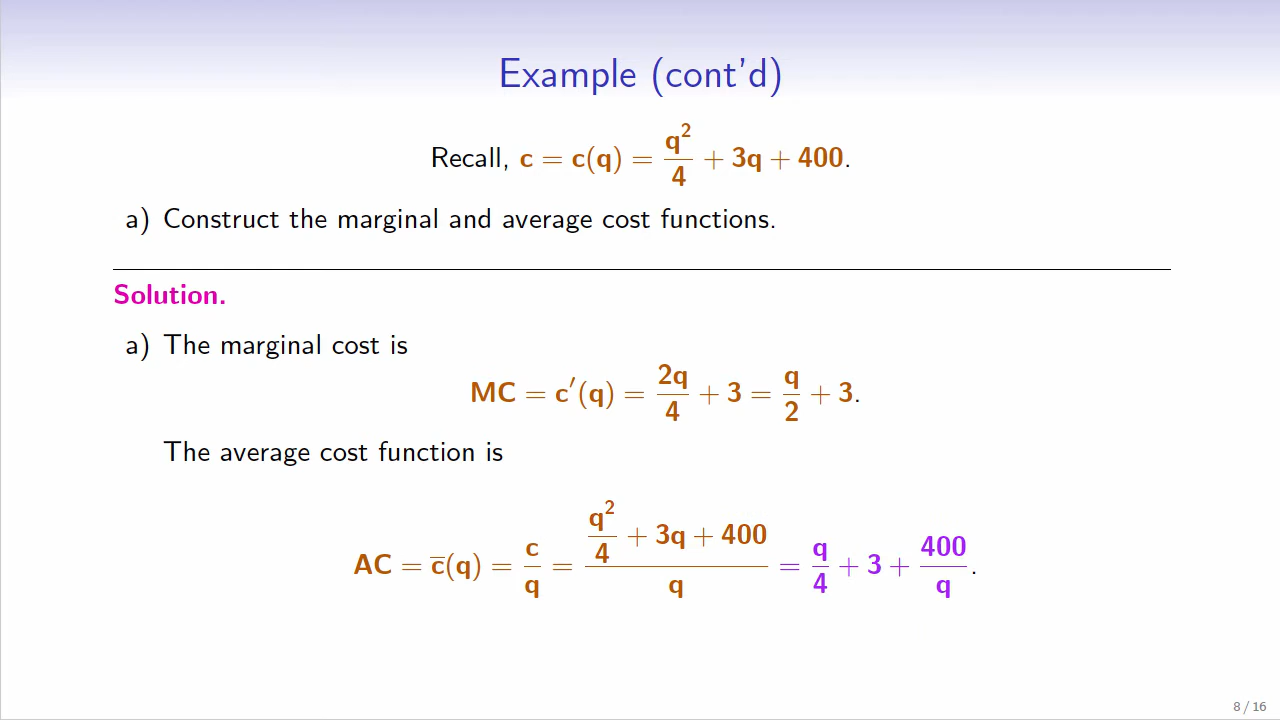 Example (cont'd)
Recall, c = c(q) = q²/4 + 3q + 400.
a) Construct the marginal and average cost functions.
Solution.
a) The marginal cost is
MC = c′(q) = 2q/4 + 3 = q/2 + 3.
The average cost function is
AC = c̅(q) = c/q = (q²/4 + 3q + 400)/q = q/4 + 3 + 400/q.
8 / 16